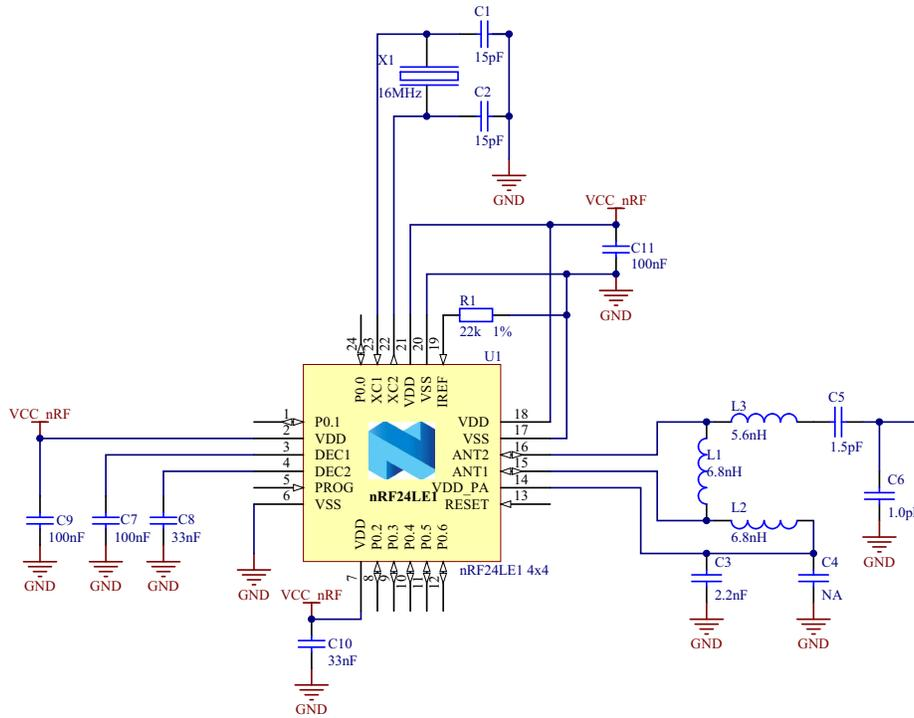 C1
15pF
X1
16MHz
C2
15pF
GND
VCC_nRF
C11
100nF
GND
R1
22k 1%
24
23
22
21
20
19
U1
P0.0
XC1
XC2
VDD
VSS
IREF
VCC_nRF
1
2
3
4
5
6
P0.1
VDD
DEC1
DEC2
PROG
VSS
nRF24LE1
VDD
VSS
ANT2
ANT1
VDD_PA
RESET
18
17
16
15
14
13
VDD
P0.2
P0.3
P0.4
P0.5
P0.6
7
8
9
10
11
12
nRF24LE1 4x4
C9
100nF
GND
C7
100nF
GND
C8
33nF
GND
GND
VCC_nRF
C10
33nF
GND
L3
5.6nH
C5
1.5pF
L1
6.8nH
L2
6.8nH
C6
GND
C3
2.2nF
GND
C4
NA
GND